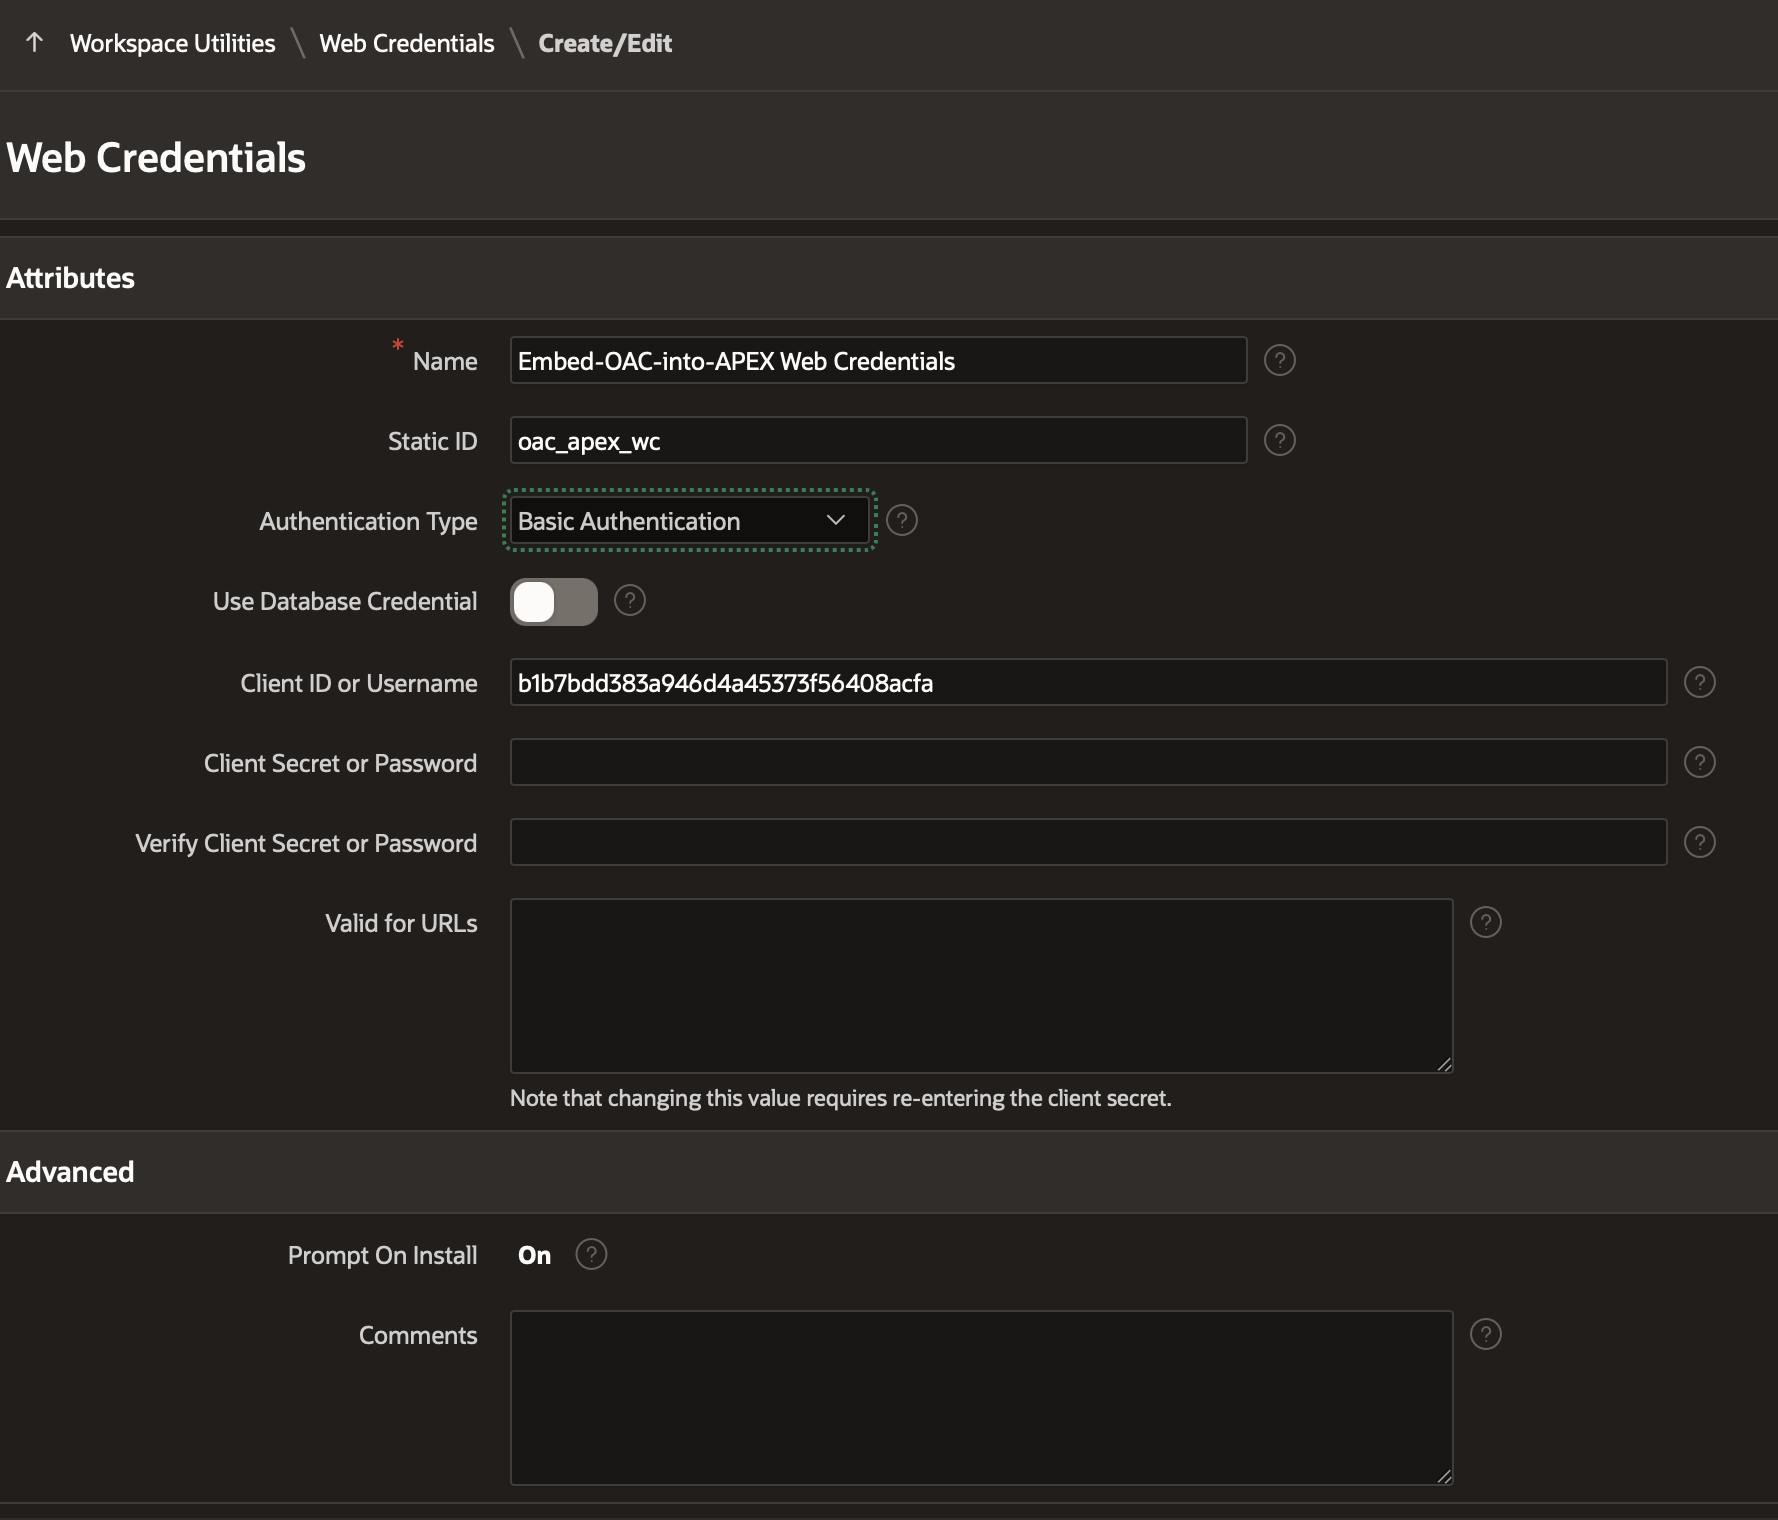 Workspace Utilities \ Web Credentials \ Create/Edit
Web Credentials
Attributes
* Name Embed-OAC-into-APEX Web Credentials ?
Static ID oac_apex_wc ?
Authentication Type Basic Authentication ?
Use Database Credential ?
Client ID or Username b1b7bdd383a946d4a45373f56408acfa ?
Client Secret or Password ?
Verify Client Secret or Password ?
Valid for URLs ?
Note that changing this value requires re-entering the client secret.
Advanced
Prompt On Install On ?
Comments ?